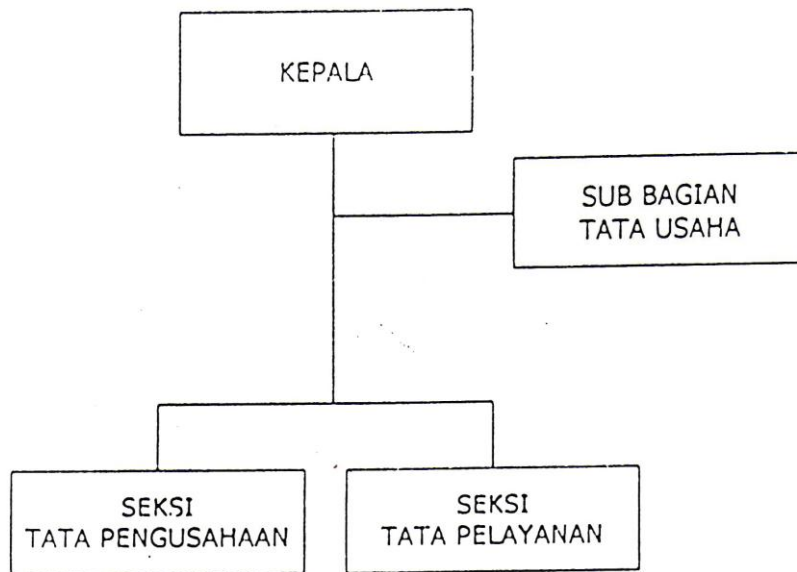 KEPALA
SUB BAGIAN
TATA USAHA
SEKSI
TATA PENGUSAHAAN
SEKSI
TATA PELAYANAN